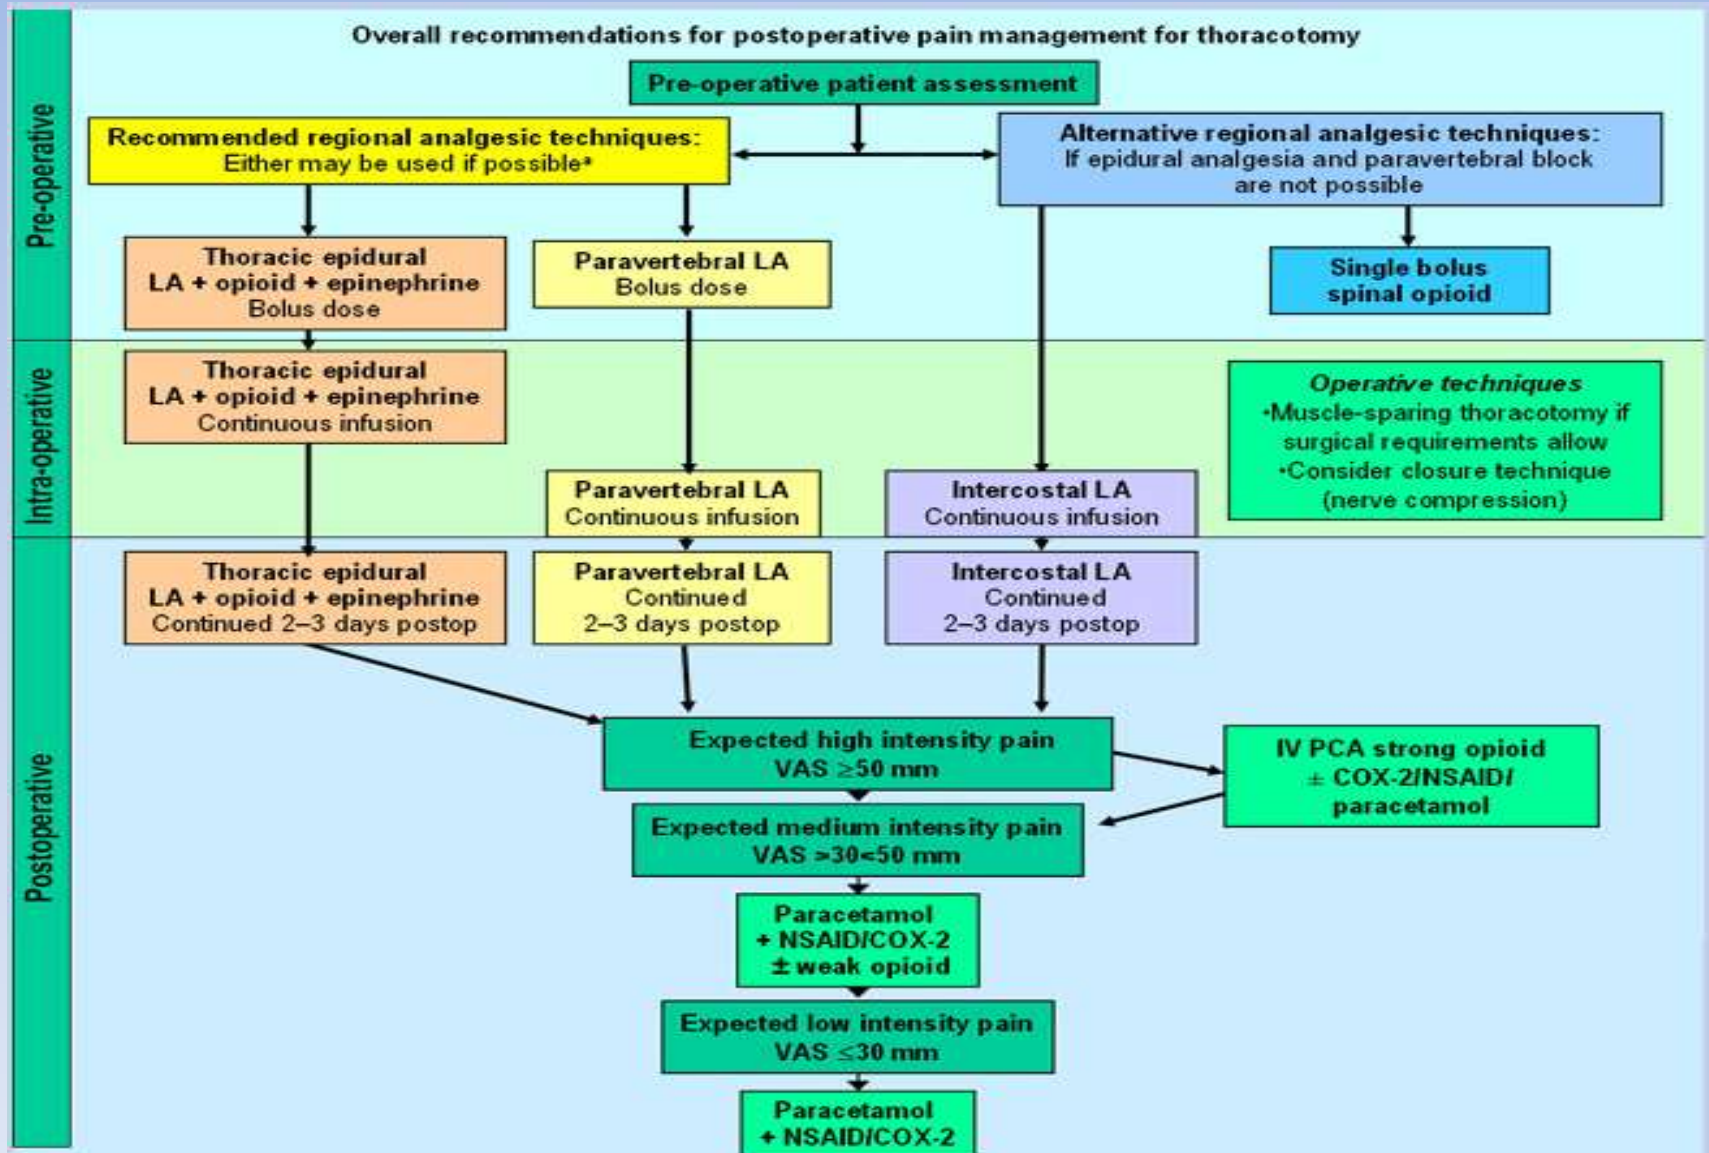 Overall recommendations for postoperative pain management for thoracotomy
Pre-operative patient assessment
Pre-operative
Recommended regional analgesic techniques:
Either may be used if possibleª
Alternative regional analgesic techniques:
If epidural analgesia and paravertebral block
are not possible
Thoracic epidural
LA + opioid + epinephrine
Bolus dose
Paravertebral LA
Bolus dose
Single bolus
spinal opioid
Intra-operative
Thoracic epidural
LA + opioid + epinephrine
Continuous infusion
Paravertebral LA
Continuous infusion
Intercostal LA
Continuous infusion
Operative techniques
•Muscle-sparing thoracotomy if
surgical requirements allow
•Consider closure technique
(nerve compression)
Postoperative
Thoracic epidural
LA + opioid + epinephrine
Continued 2–3 days postop
Paravertebral LA
Continued
2–3 days postop
Intercostal LA
Continued
2–3 days postop
Expected high intensity pain
VAS ≥50 mm
IV PCA strong opioid
± COX-2/NSAID/
paracetamol
Expected medium intensity pain
VAS >30<50 mm
Paracetamol
+ NSAID/COX-2
± weak opioid
Expected low intensity pain
VAS ≤30 mm
Paracetamol
+ NSAID/COX-2